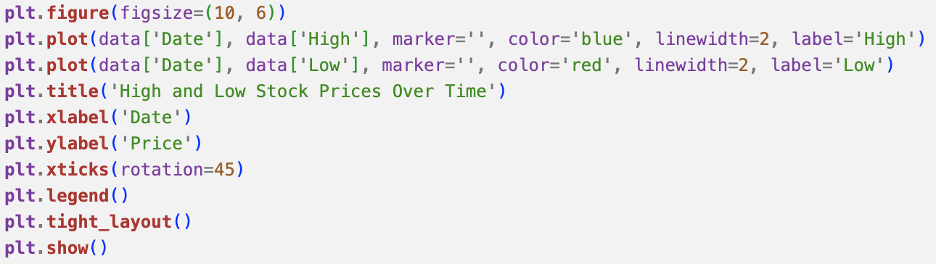 plt.figure(figsize=(10, 6))
plt.plot(data['Date'], data['High'], marker='', color='blue', linewidth=2, label='High')
plt.plot(data['Date'], data['Low'], marker='', color='red', linewidth=2, label='Low')
plt.title('High and Low Stock Prices Over Time')
plt.xlabel('Date')
plt.ylabel('Price')
plt.xticks(rotation=45)
plt.legend()
plt.tight_layout()
plt.show()